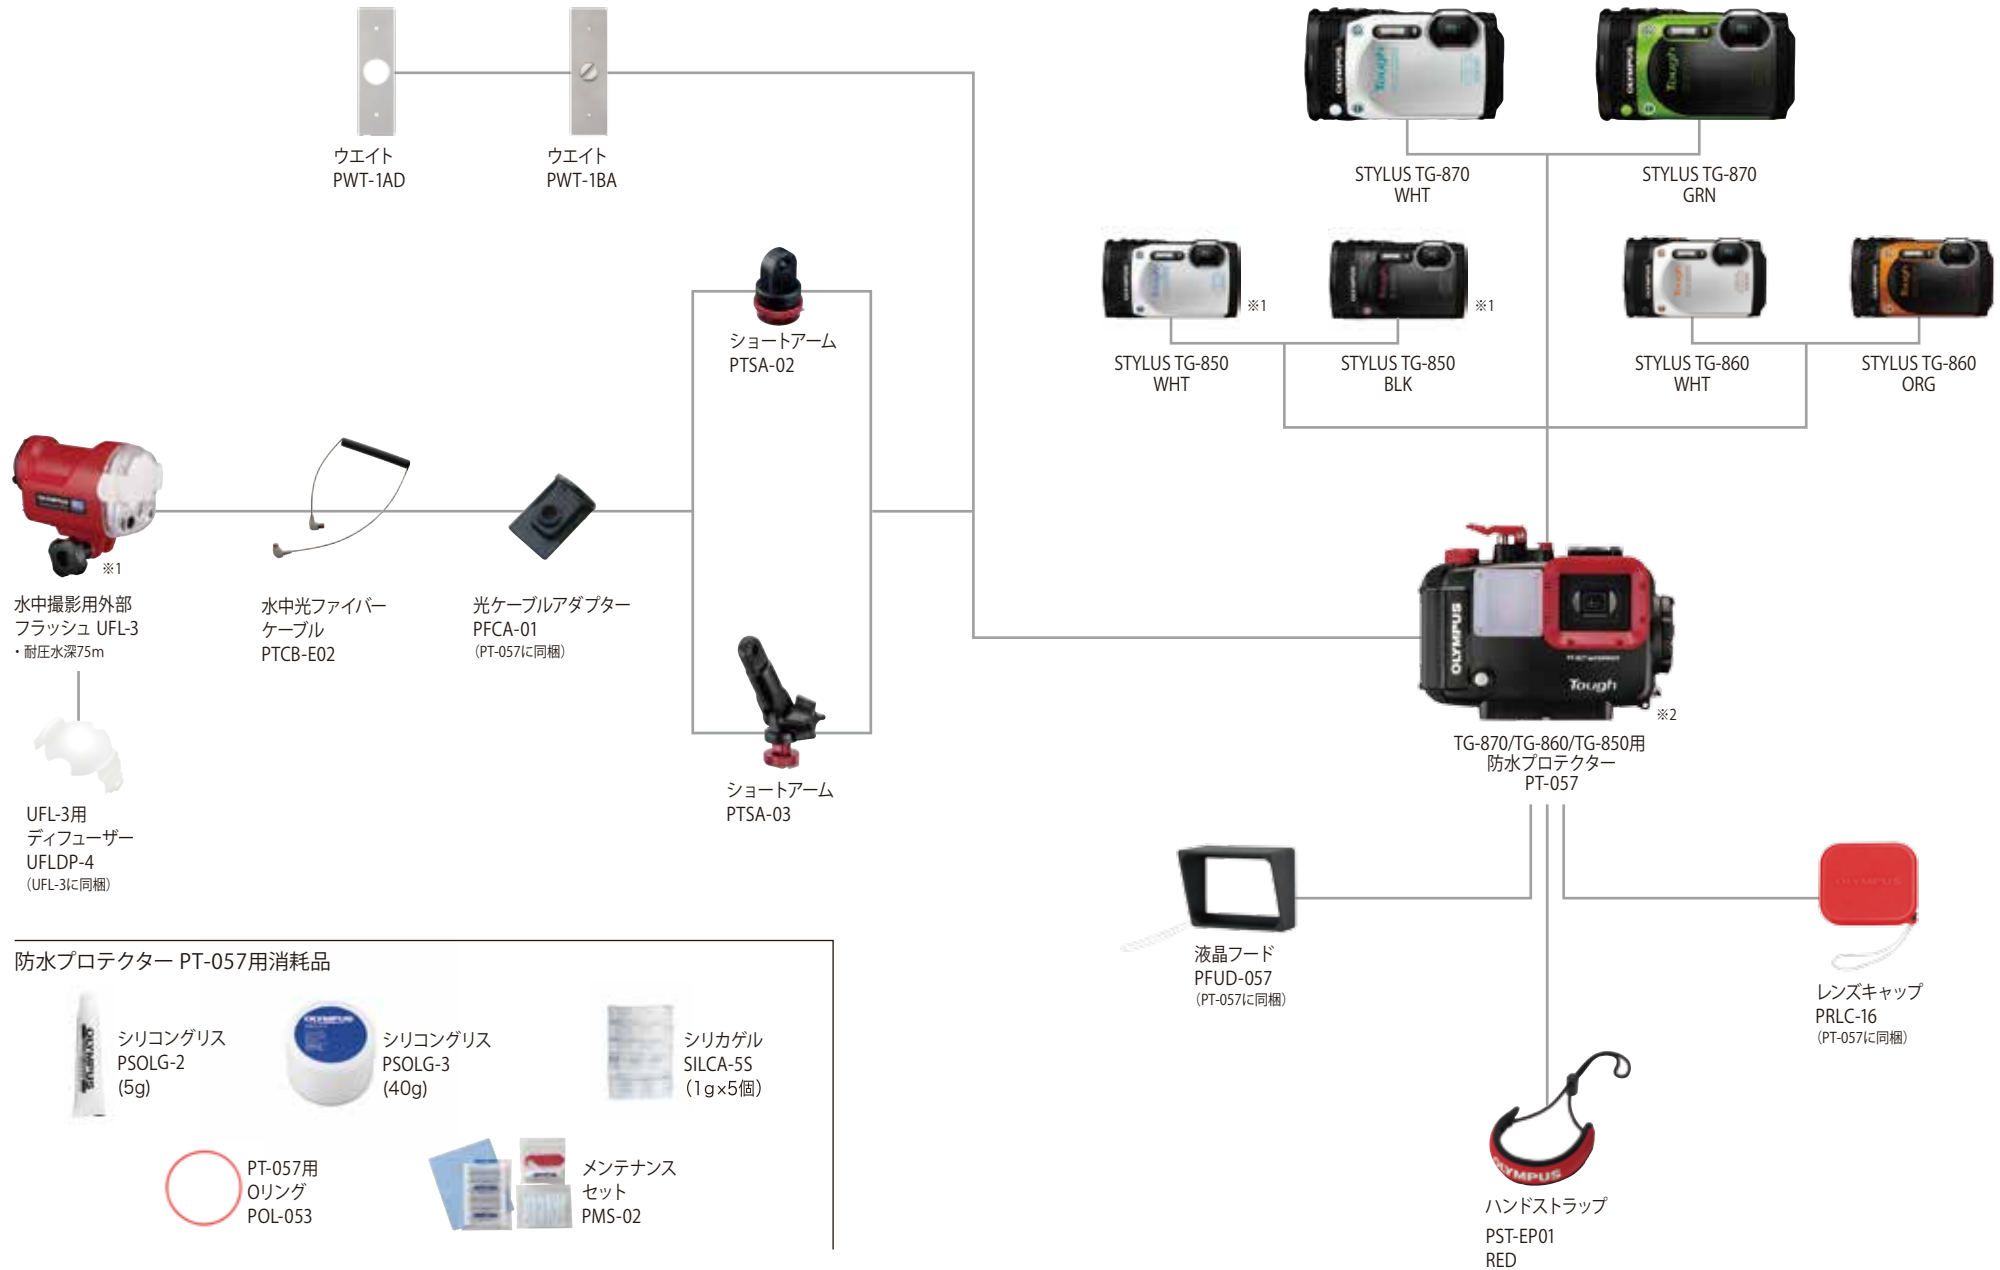 ウエイト
PWT-1AD
ウエイト
PWT-1BA
STYLUS TG-870
WHT
STYLUS TG-870
GRN
※1
STYLUS TG-850
WHT
※1
STYLUS TG-850
BLK
STYLUS TG-860
WHT
STYLUS TG-860
ORG
ショートアーム
PTSA-02
※1
水中撮影用外部
フラッシュ UFL-3
・耐圧水深75m
水中光ファイバー
ケーブル
PTCB-E02
光ケーブルアダプター
PFCA-01
（PT-057に同梱）
ショートアーム
PTSA-03
OLYMPUS
Tough
※2
TG-870/TG-860/TG-850用
防水プロテクター
PT-057
UFL-3用
ディフューザー
UFLDP-4
（UFL-3に同梱）
液晶フード
PFUD-057
（PT-057に同梱）
OLYMPUS
レンズキャップ
PRLC-16
（PT-057に同梱）
OLYMPUS
ハンドストラップ
PST-EP01
RED
防水プロテクター PT-057用消耗品
OLYMPUS
シリコングリス
PSOLG-2
(5g)
OLYMPUS
シリコングリス
PSOLG-3
(40g)
シリカゲル
SILCA-5S
（1g×5個）
PT-057用
Oリング
POL-053
メンテナンス
セット
PMS-02